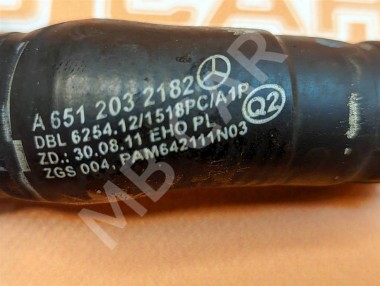 A 651 203 2182
DBL 6254.12/1518PC/A1P
ZD.: 30.08.11 EHO PL
ZGS 004, PAM642111N03
Q2